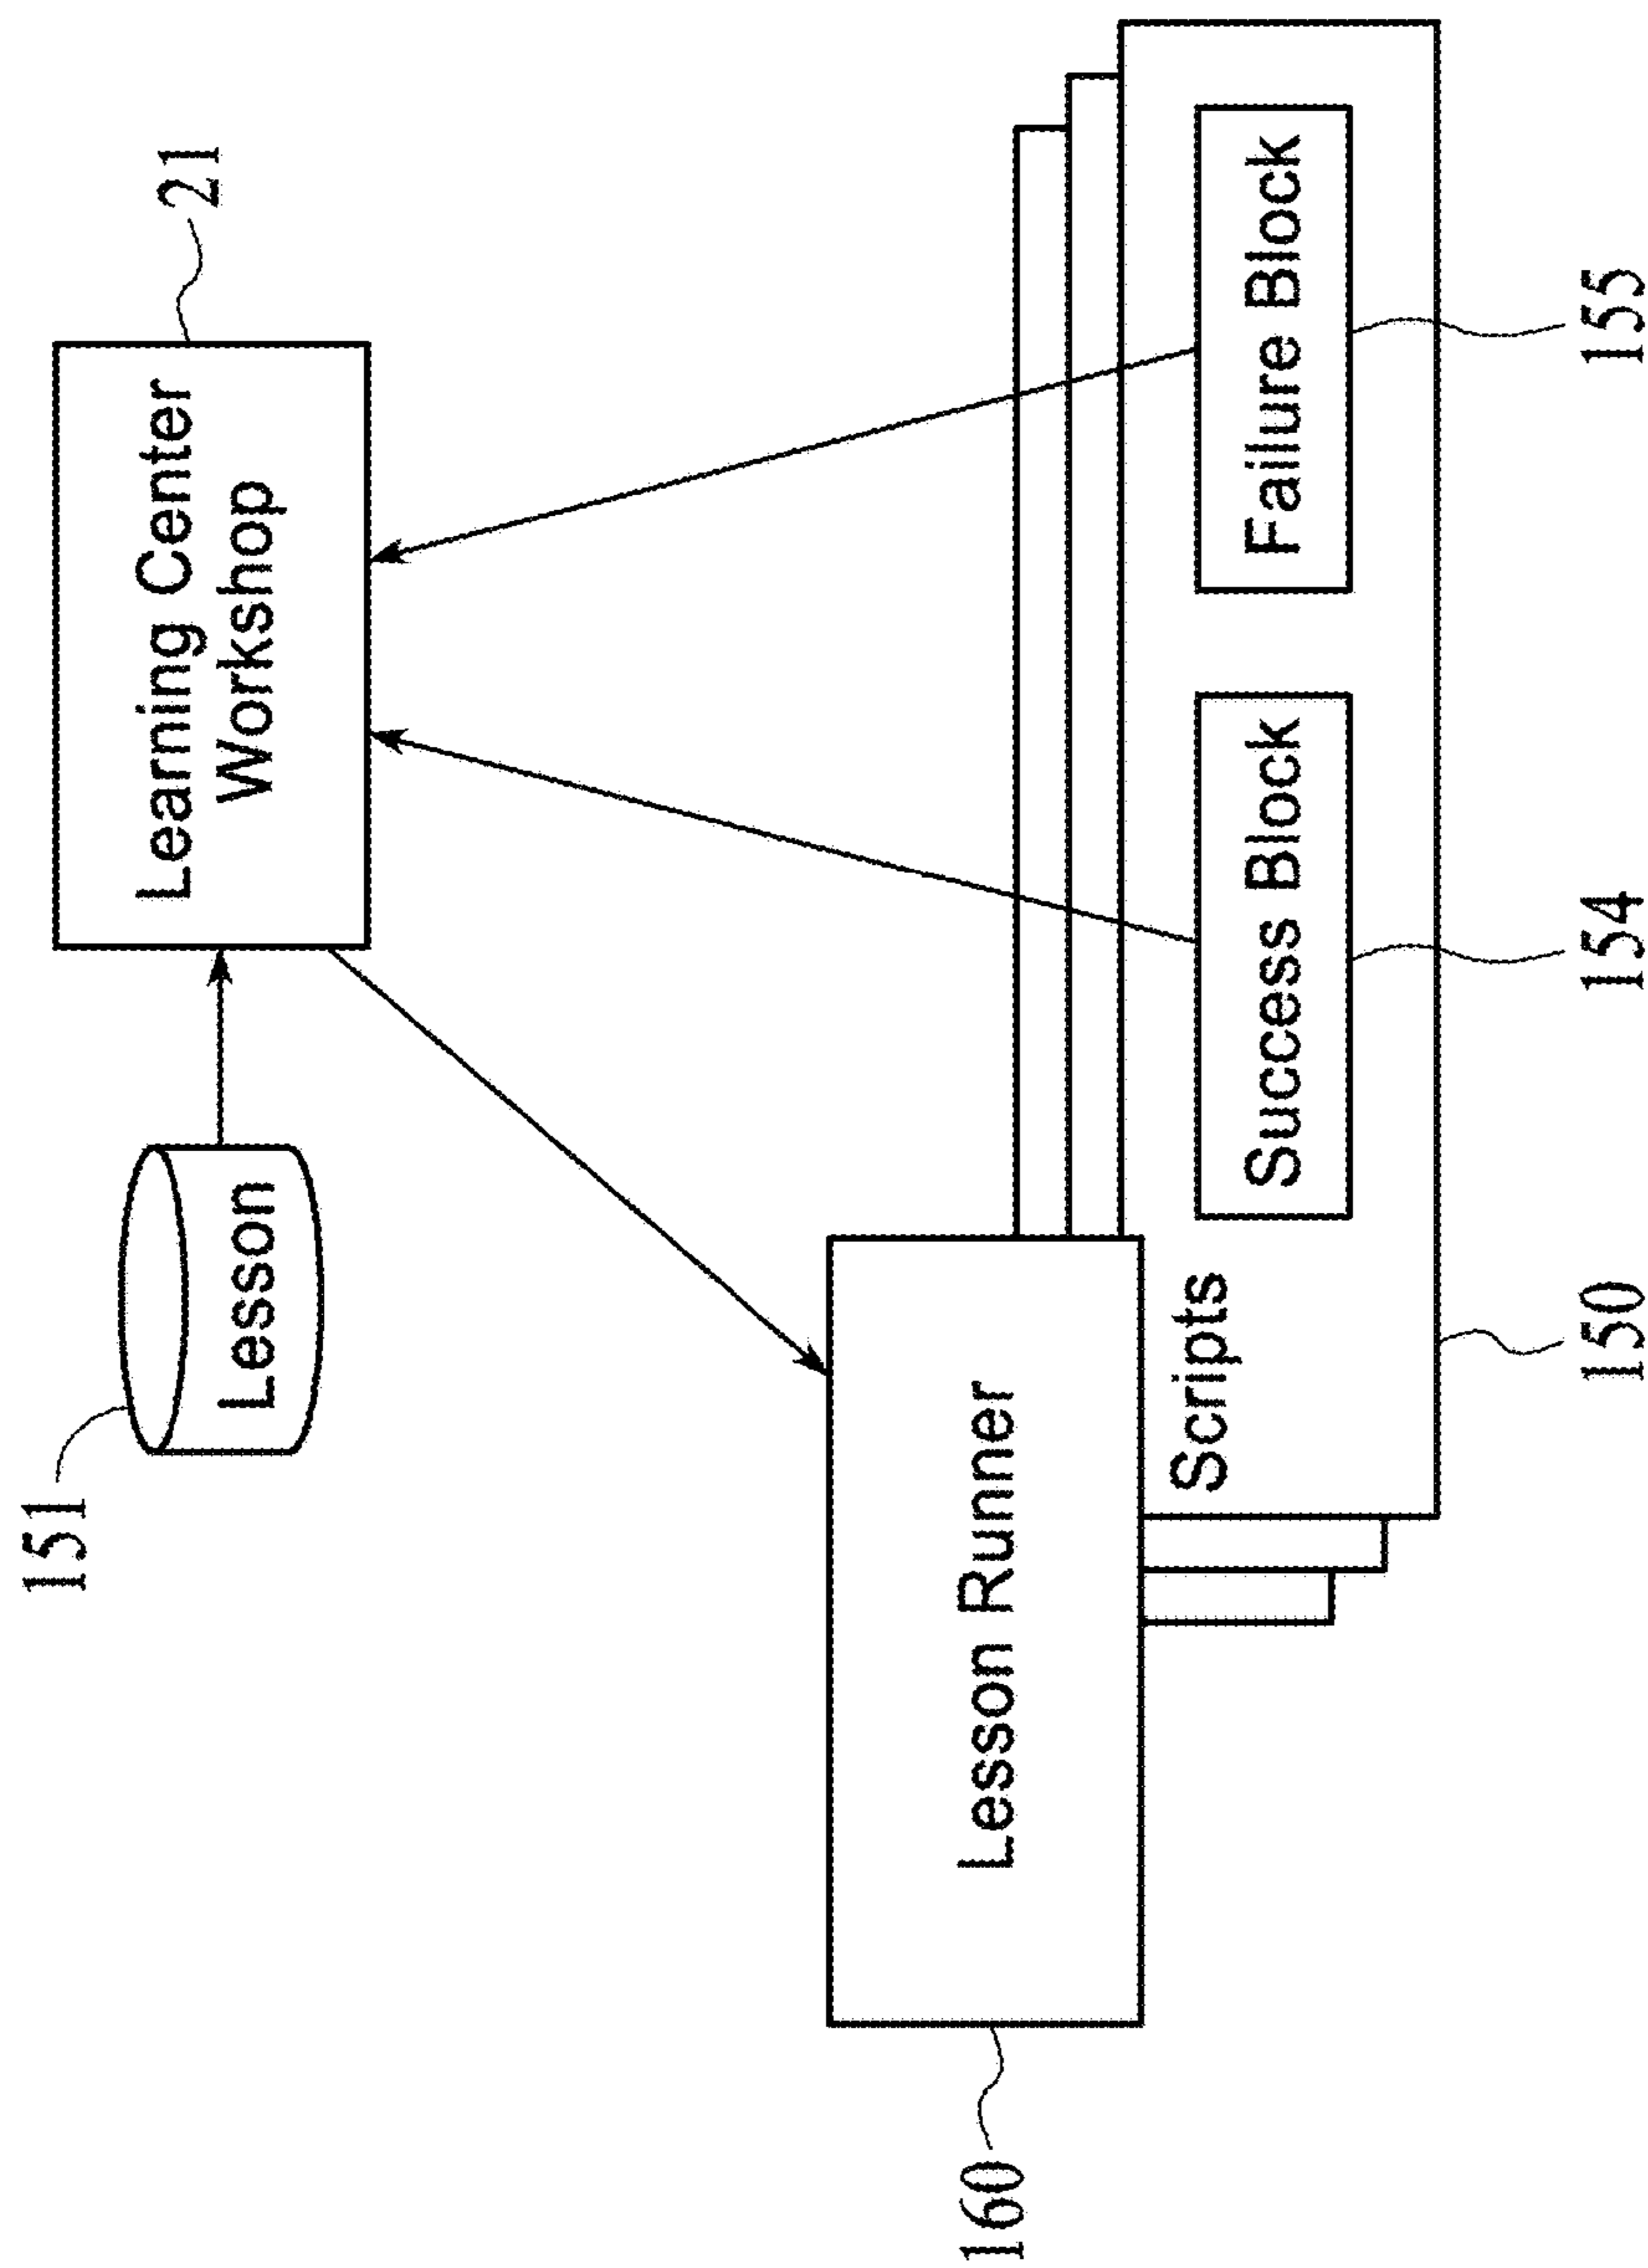 151
Lesson
Learning Center
Workshop
21
160
Lesson Runner
Scripts
Success Block
Failure Block
150
154
155